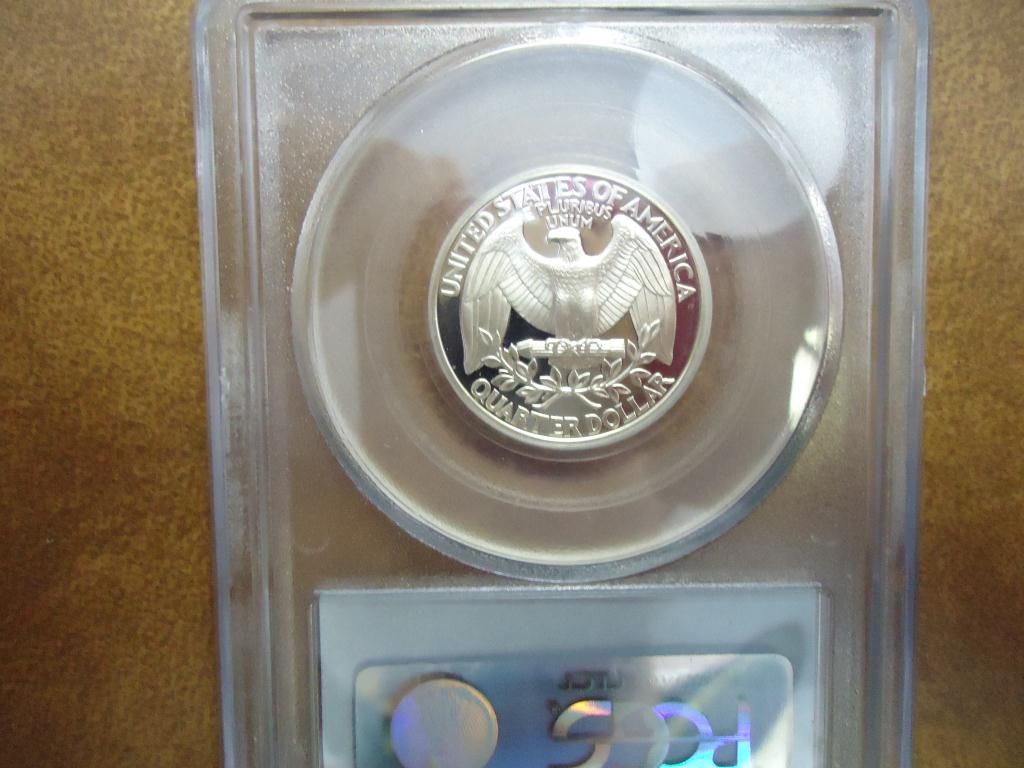 UNITED STATES OF AMERICA
PLURIBUS
UNUM
QUARTER DOLLAR